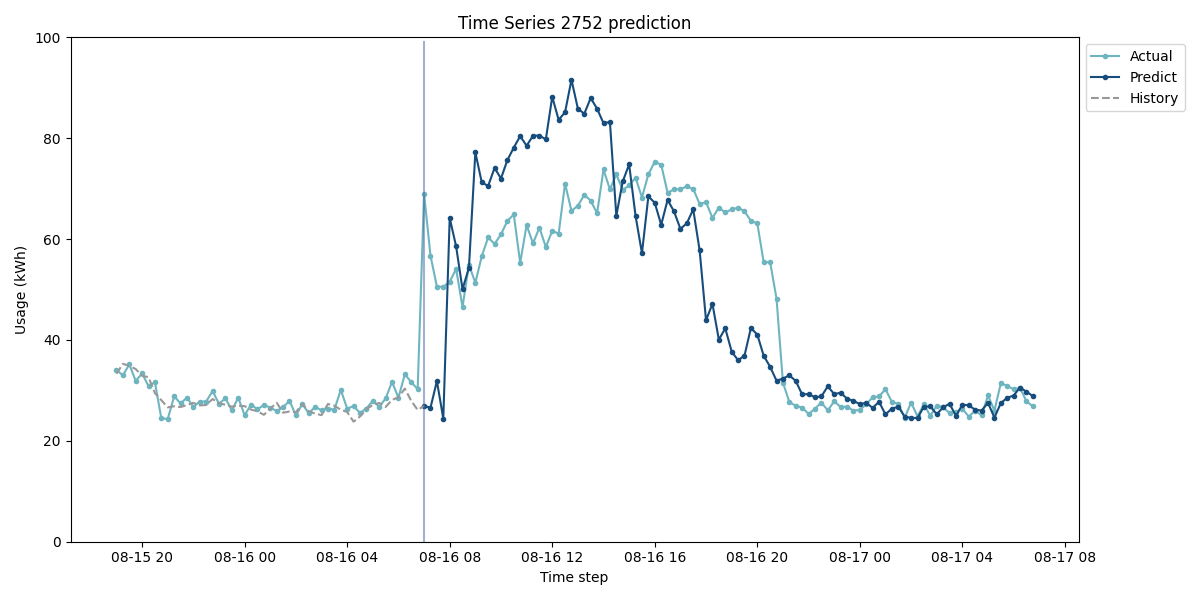 Time Series 2752 prediction
Usage (kWh)
100
80
60
40
20
0
08-15 20
08-16 00
08-16 04
08-16 08
08-16 12
08-16 16
08-16 20
08-17 00
08-17 04
08-17 08
Time step
Actual
Predict
History